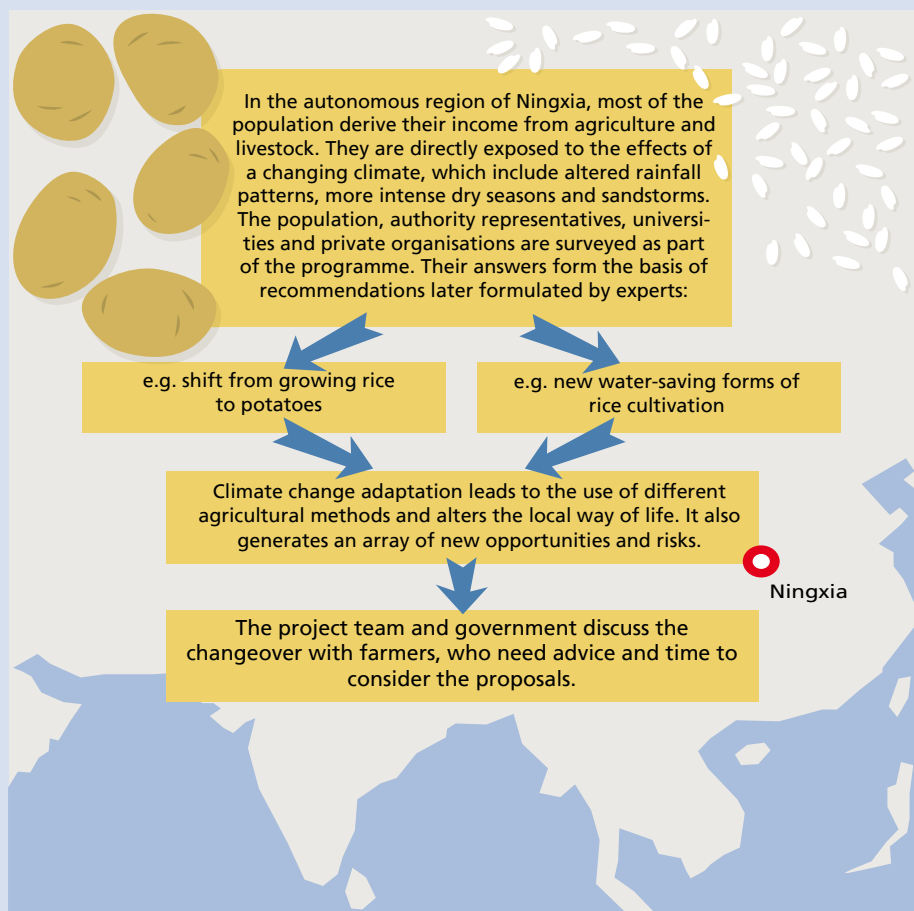 In the autonomous region of Ningxia, most of the
population derive their income from agriculture and
livestock. They are directly exposed to the effects of
a changing climate, which include altered rainfall
patterns, more intense dry seasons and sandstorms.
The population, authority representatives, universi-
ties and private organisations are surveyed as part
of the programme. Their answers form the basis of
recommendations later formulated by experts:
e.g. shift from growing rice
to potatoes
e.g. new water-saving forms of
rice cultivation
Climate change adaptation leads to the use of different
agricultural methods and alters the local way of life. It also
generates an array of new opportunities and risks.
Ningxia
The project team and government discuss the
changeover with farmers, who need advice and time to
consider the proposals.